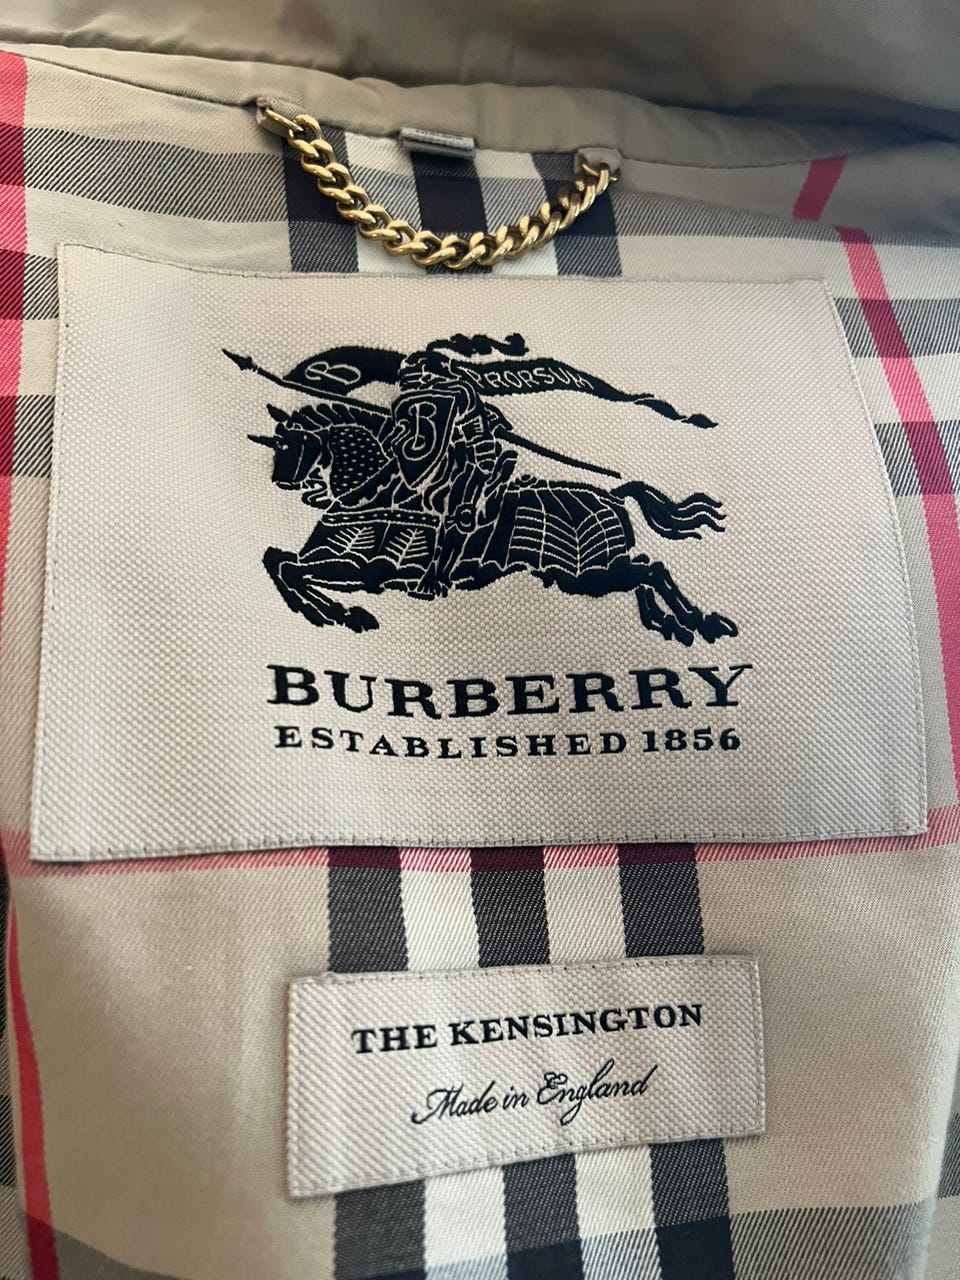 B PRORSUM
B
BURBERRY
ESTABLISHED 1856
THE KENSINGTON
Made in England